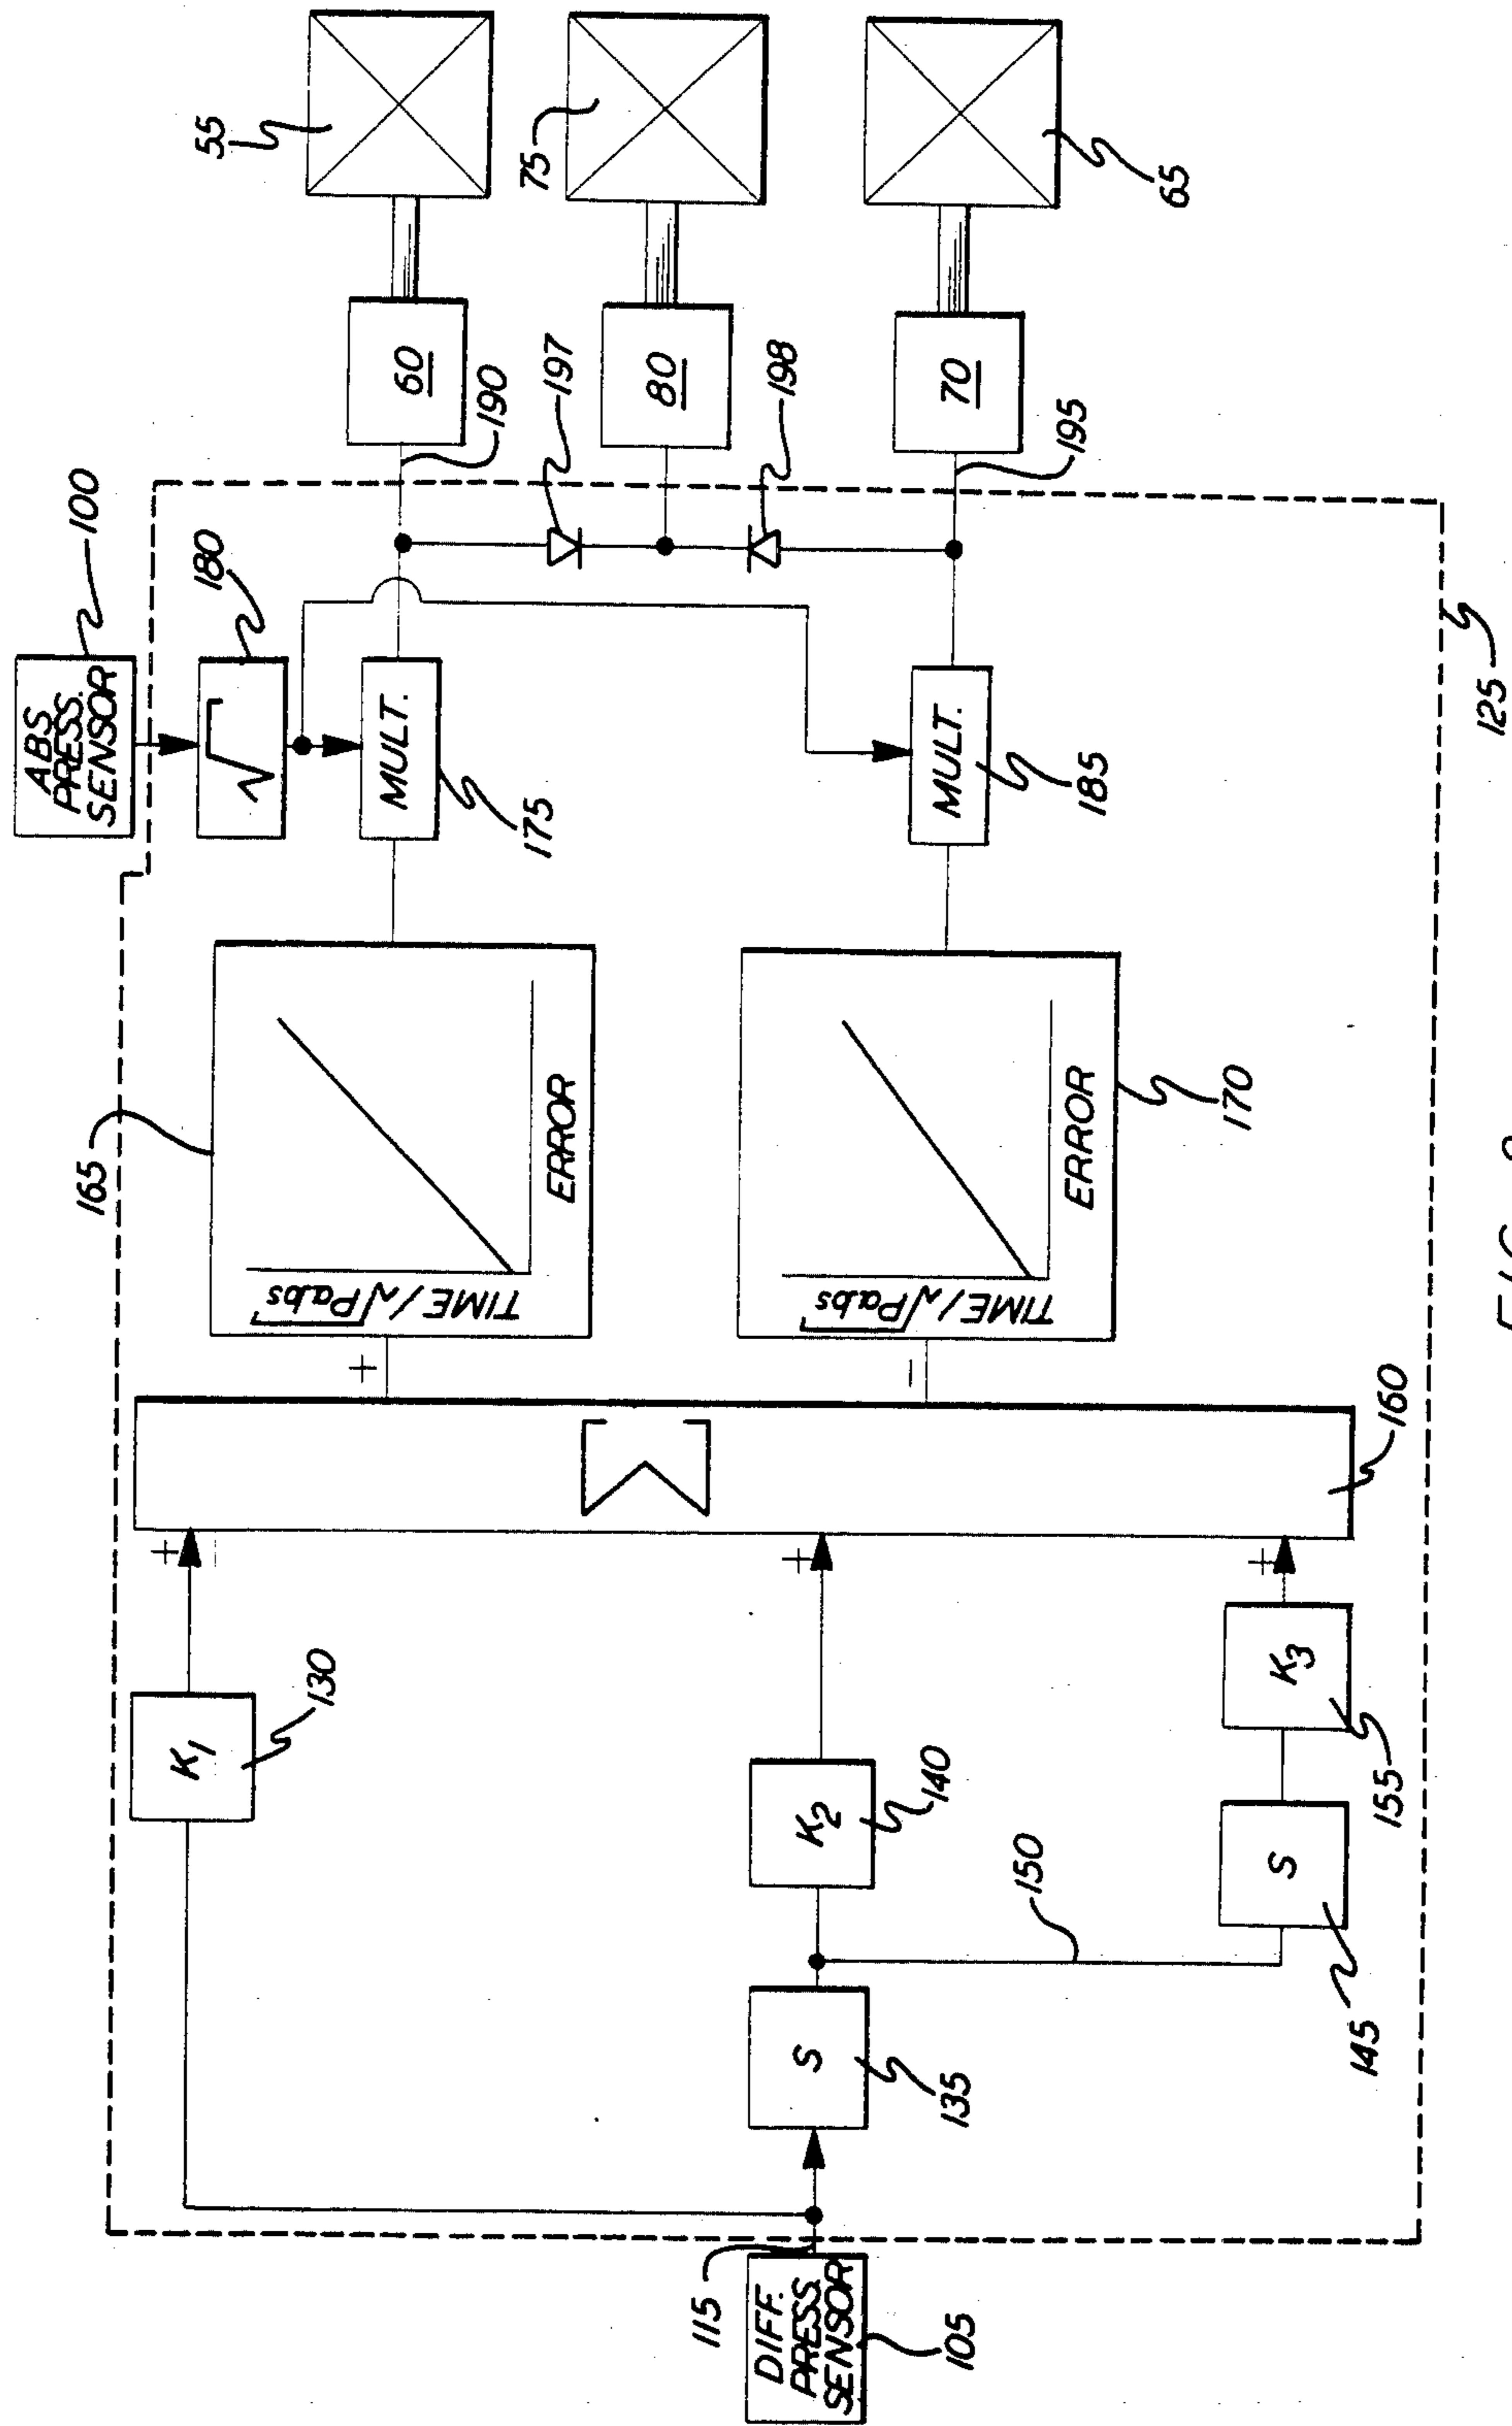 ABS.
PRESS.
SENSOR
100
180
√
55
75
65
60
80
70
190
197
198
195
MULT.
175
MULT.
185
125
165
TIME/√Pabs
ERROR
TIME/√Pabs
ERROR
170
+
-
Σ
160
+
+
+
K1
130
K2
140
K3
155
S
135
S
145
150
115
DIFF.
PRESS.
SENSOR
105